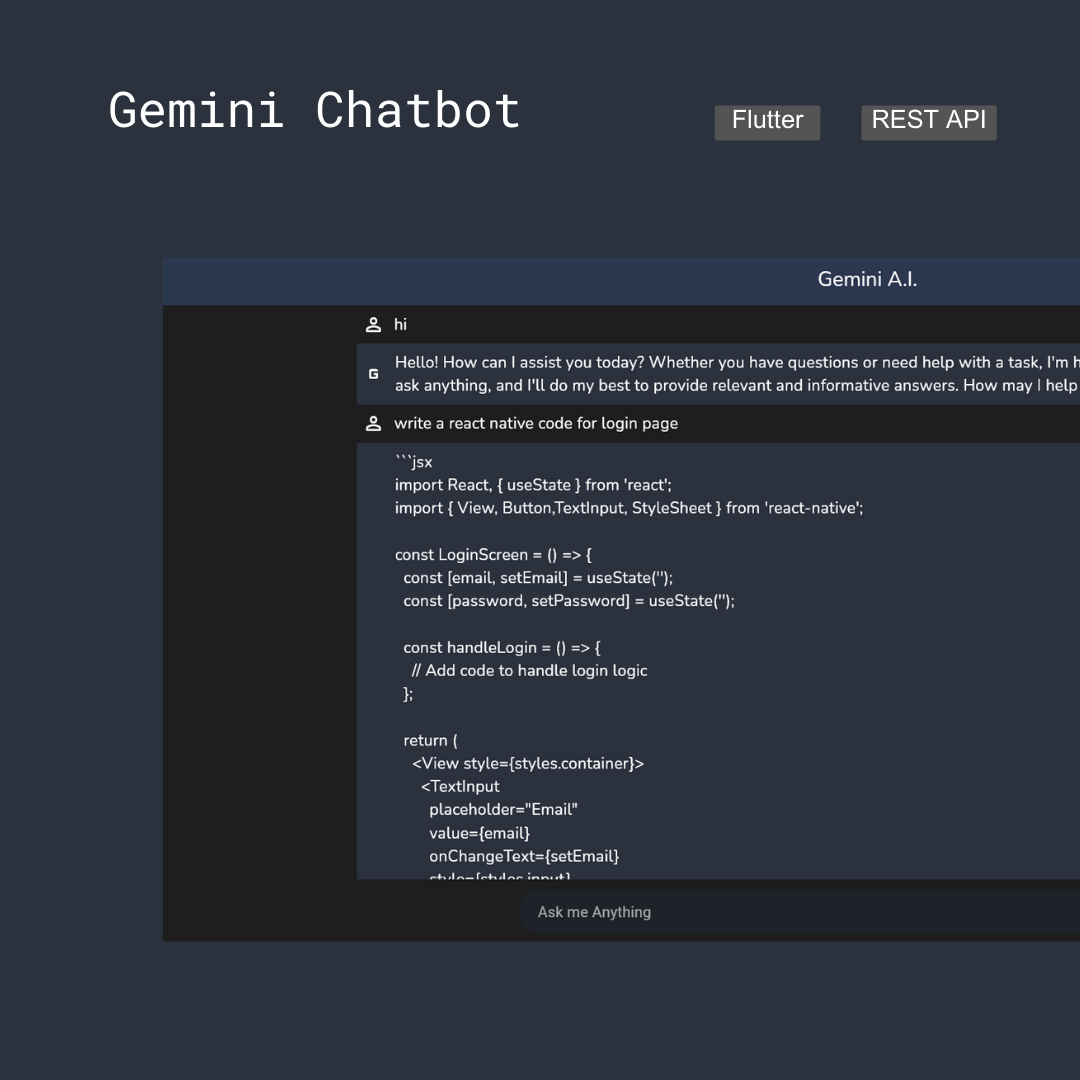 Gemini Chatbot
Flutter
REST API
Gemini A.I.
hi
Hello! How can I assist you today? Whether you have questions or need help with a task, I'm h
G
ask anything, and I'll do my best to provide relevant and informative answers. How may I help
write a react native code for login page
```jsx
import React, { useState } from 'react';
import { View, Button,TextInput, StyleSheet } from 'react-native';
const LoginScreen = () => {
const [email, setEmail] = useState('');
const [password, setPassword] = useState('');
const handleLogin = () => {
// Add code to handle login logic
};
return (
<View style={styles.container}>
<TextInput
placeholder="Email"
value={email}
onChangeText={setEmail}
style={styles.input}
Ask me Anything